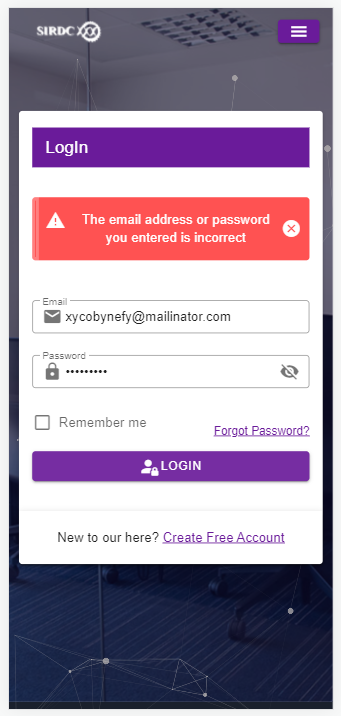 SIRDC
LogIn
The email address or password
you entered is incorrect
Email
xycobynefy@mailinator.com
Password
•••••••••
Remember me
Forgot Password?
LOGIN
New to our here? Create Free Account